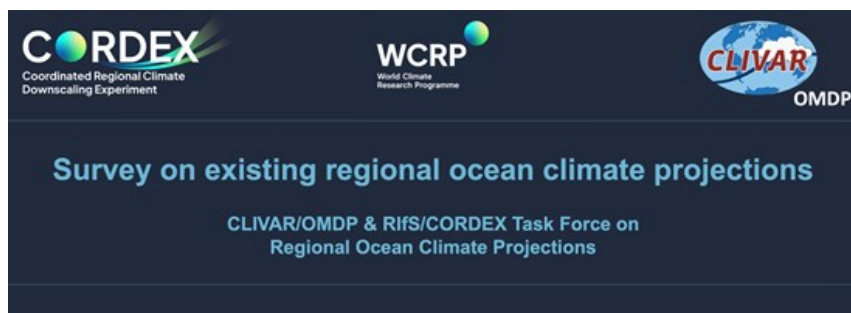 CORDEX
Coordinated Regional Climate
Downscaling Experiment
WCRP
World Climate
Research Programme
CLIVAR
OMDP
Survey on existing regional ocean climate projections
CLIVAR/OMDP & RIfS/CORDEX Task Force on
Regional Ocean Climate Projections